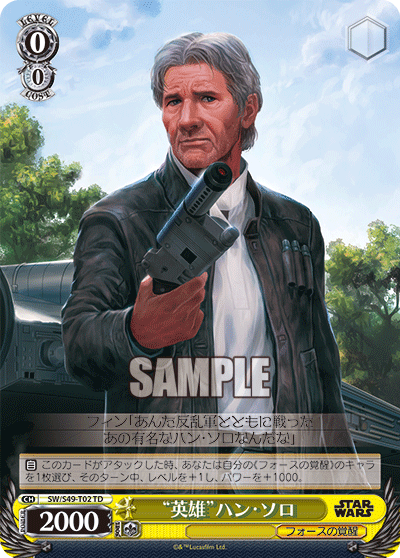 LEVEL
0
0
COST
SAMPLE
フィン「あんた反乱軍とともに戦った
あの有名なハン・ソロなんだな」
このカードがアタックした時、あなたは自分の《フォースの覚醒》のキャラ
を1枚選び、そのターン中、レベルを+1し、パワーを+1000。
CH SW/S49-T02 TD
POWER
2000
“英雄”ハン・ソロ
STAR
WARS
フォースの覚醒
©&™Lucasfilm Ltd.